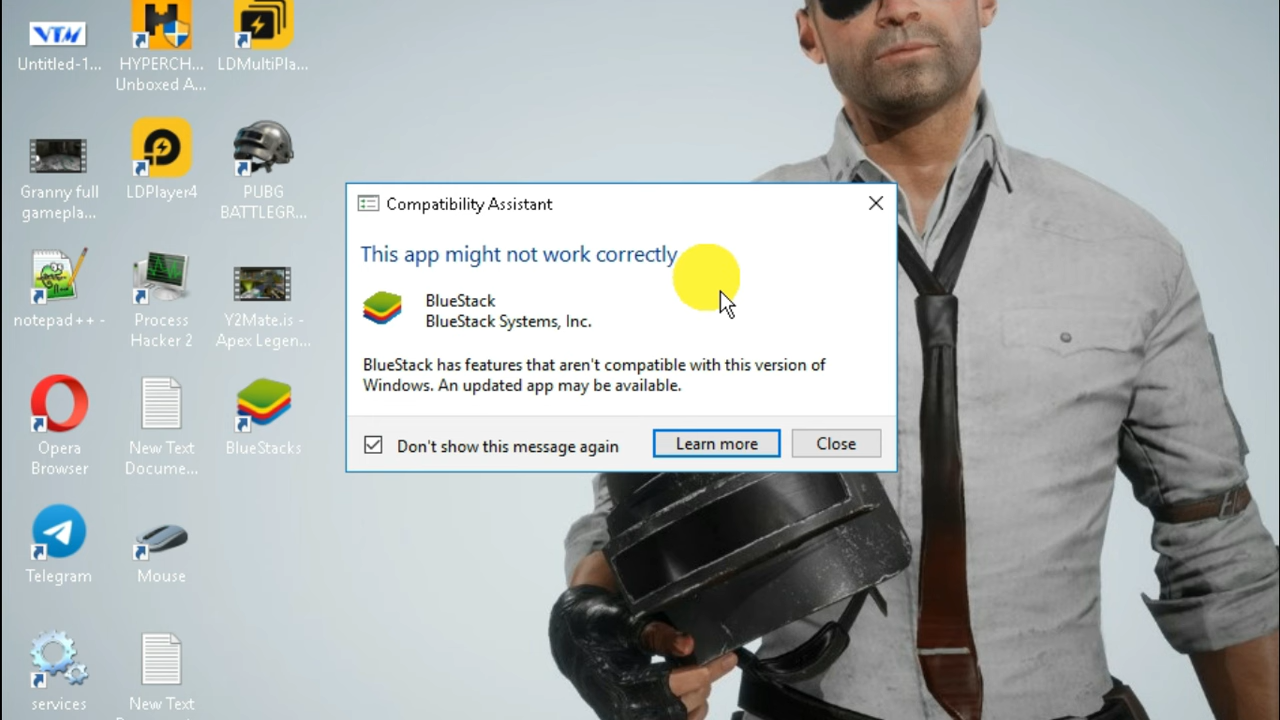 VTM
Untitled-1...
HYPERCH...
Unboxed A...
LDMultiPla...
Granny full
gamepla...
LDPlayer4
PUBG
BATTLEGR...
notepad++ -
Process
Hacker 2
Y2Mate.is -
Apex Legen...
Opera
Browser
New Text
Docume...
BlueStacks
Telegram
Mouse
services
New Text
Compatibility Assistant
This app might not work correctly
BlueStack
BlueStack Systems, Inc.
BlueStack has features that aren't compatible with this version of
Windows. An updated app may be available.
Don't show this message again
Learn more
Close